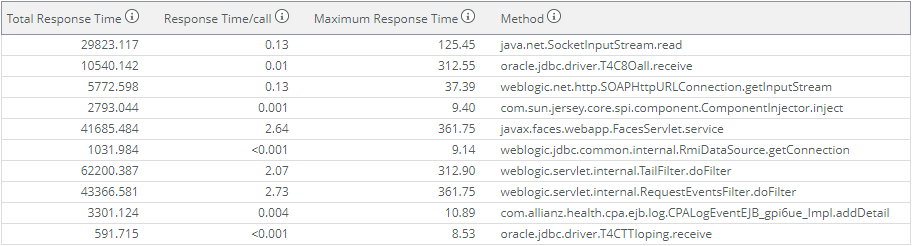 Total Response Time Response Time/call Maximum Response Time Method
29823.117 0.13 125.45 java.net.SocketInputStream.read
10540.142 0.01 312.55 oracle.jdbc.driver.T4C8Oall.receive
5772.598 0.13 37.39 weblogic.net.http.SOAPHttpURLConnection.getInputStream
2793.044 0.001 9.40 com.sun.jersey.core.spi.component.ComponentInjector.inject
41685.484 2.64 361.75 javax.faces.webapp.FacesServlet.service
1031.984 <0.001 9.14 weblogic.jdbc.common.internal.RmiDataSource.getConnection
62200.387 2.07 312.90 weblogic.servlet.internal.TailFilter.doFilter
43366.581 2.73 361.75 weblogic.servlet.internal.RequestEventsFilter.doFilter
3301.124 0.004 10.89 com.allianz.health.cpa.ejb.log.CPALogEventEJB_gpi6ue_Impl.addDetail
591.715 <0.001 8.53 oracle.jdbc.driver.T4CTTIoping.receive